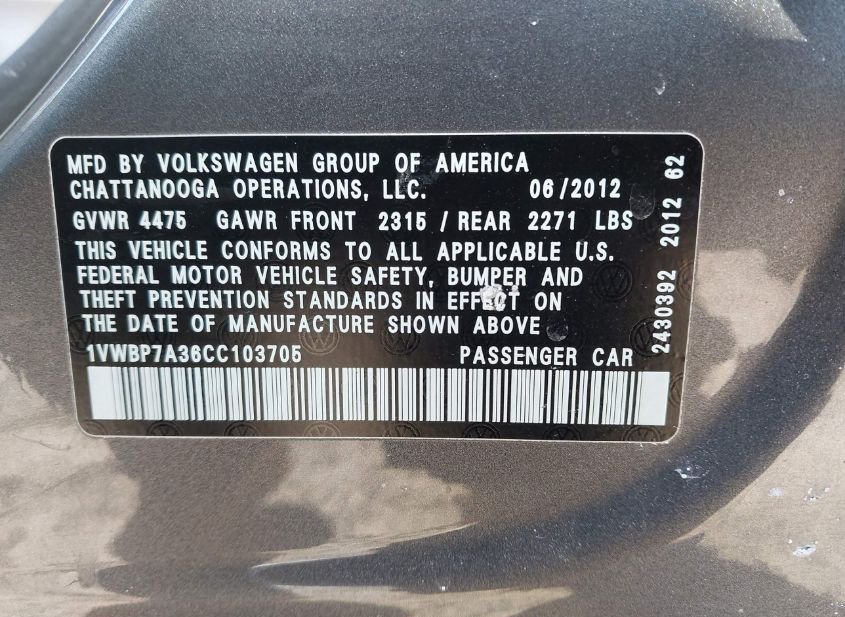 MFD BY VOLKSWAGEN GROUP OF AMERICA
CHATTANOOGA OPERATIONS, LLC. 06/2012
GVWR 4475 GAWR FRONT 2315 / REAR 2271 LBS
THIS VEHICLE CONFORMS TO ALL APPLICABLE U.S.
FEDERAL MOTOR VEHICLE SAFETY, BUMPER AND
THEFT PREVENTION STANDARDS IN EFFECT ON
THE DATE OF MANUFACTURE SHOWN ABOVE
1VWBP7A36CC103705 PASSENGER CAR
2430392 2012 62